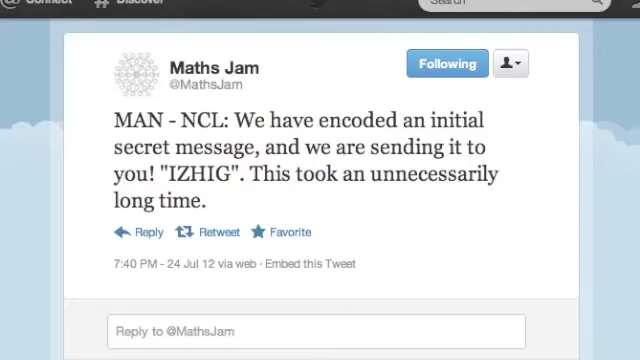 Connect # Discover Search
Maths Jam
@MathsJam
Following
MAN - NCL: We have encoded an initial
secret message, and we are sending it to
you! "IZHIG". This took an unnecessarily
long time.
Reply Retweet Favorite
7:40 PM - 24 Jul 12 via web · Embed this Tweet
Reply to @MathsJam